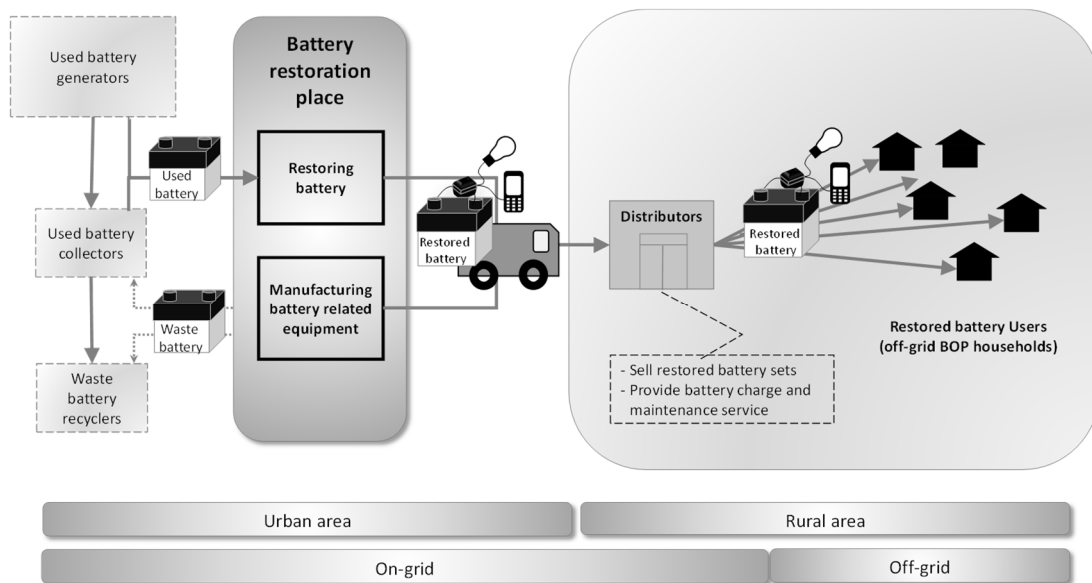 Used battery
generators
Used
battery
Used battery
collectors
Waste
battery
Waste
battery
recyclers
Battery
restoration
place
Restoring
battery
Manufacturing
battery related
equipment
Restored
battery
Distributors
Restored
battery
- Sell restored battery sets
- Provide battery charge and
maintenance service
Restored battery Users
(off-grid BOP households)
Urban area
Rural area
On-grid
Off-grid